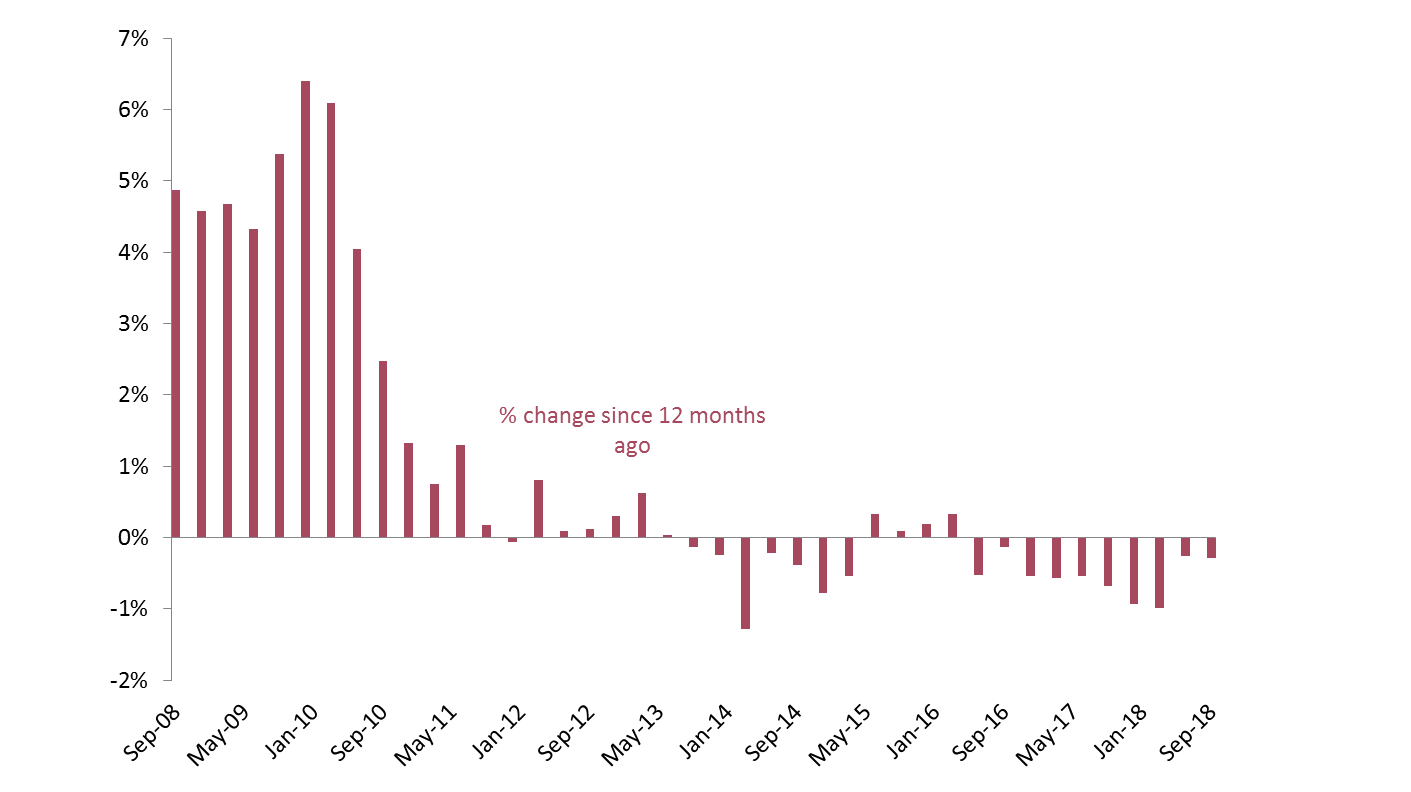 7%
6%
5%
4%
3%
2%
% change since 12 months
ago
1%
0%
-1%
-2%
Sep-08
May-09
Jan-10
Sep-10
May-11
Jan-12
Sep-12
May-13
Jan-14
Sep-14
May-15
Jan-16
Sep-16
May-17
Jan-18
Sep-18